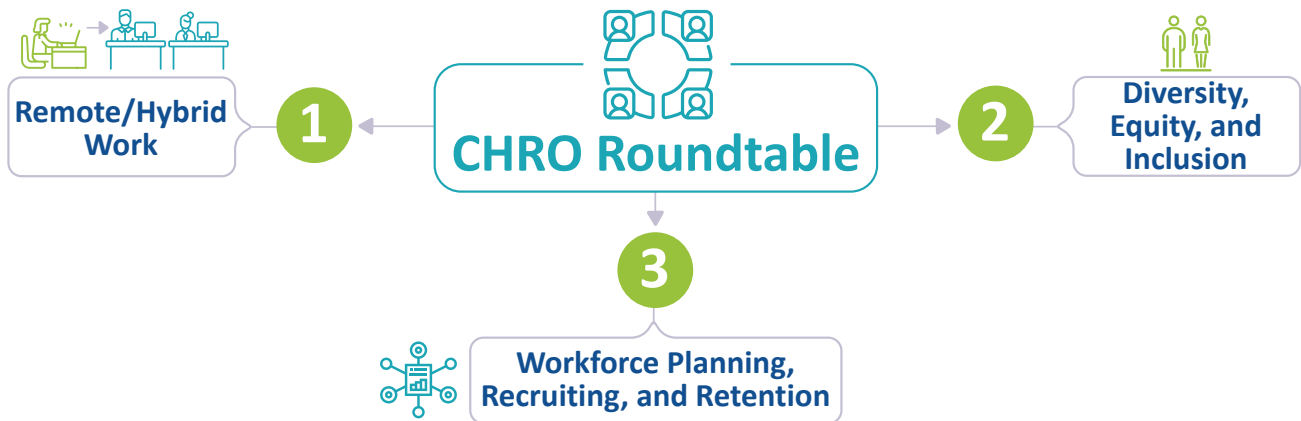 CHRO Roundtable
1
Remote/Hybrid
Work
2
Diversity,
Equity, and
Inclusion
3
Workforce Planning,
Recruiting, and Retention